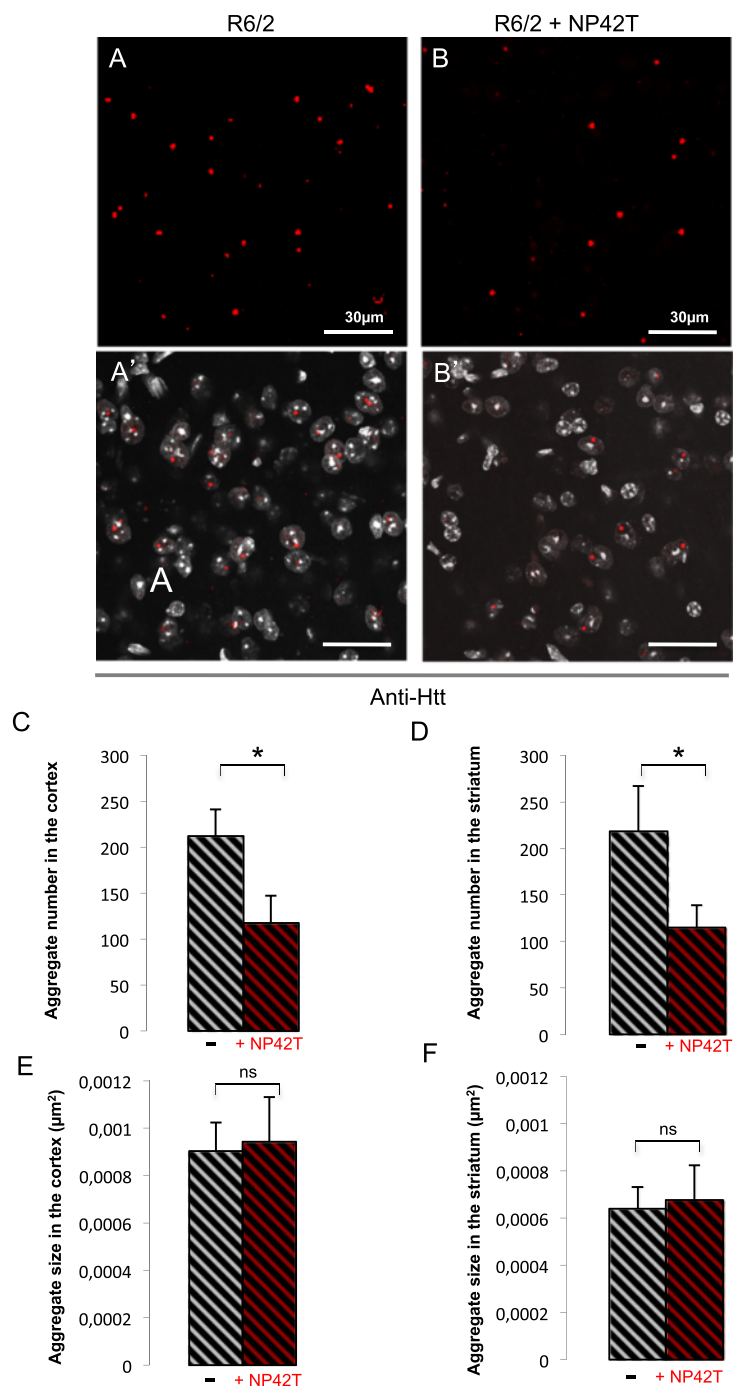 R6/2
R6/2 + NP42T
A
B
30µm
30µm
A’
B’
A
Anti-Htt
C
D
Aggregate number in the cortex
300
250
200
150
100
50
0
*
- + NP42T
Aggregate number in the striatum
300
250
200
150
100
50
0
*
- + NP42T
E
F
Aggregate size in the cortex (µm²)
0,0012
0,001
0,0008
0,0006
0,0004
0,0002
0
ns
- + NP42T
Aggregate size in the striatum (µm²)
0,0012
0,001
0,0008
0,0006
0,0004
0,0002
0
ns
- + NP42T